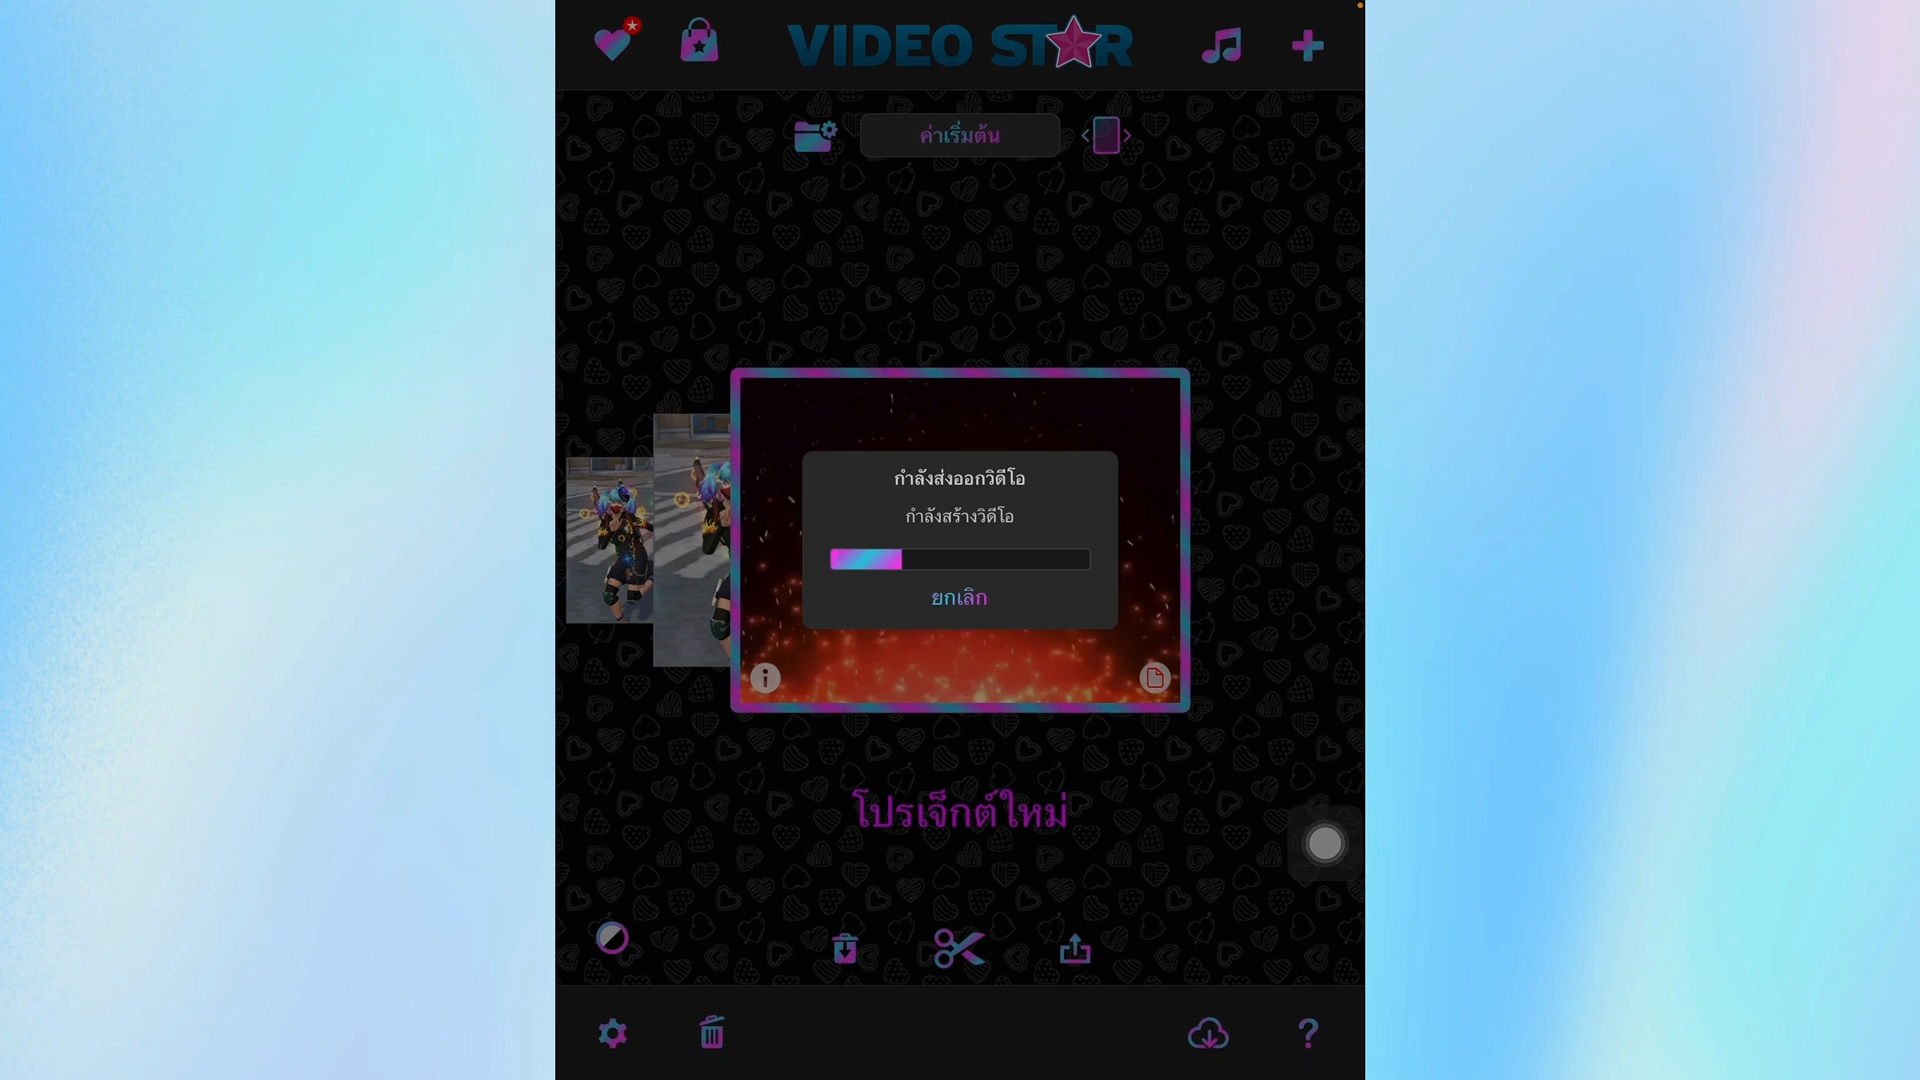 VIDEO STAR
ค่าเริ่มต้น
กำลังส่งออกวิดีโอ
กำลังสร้างวิดีโอ
ยกเลิก
โปรเจ็กต์ใหม่